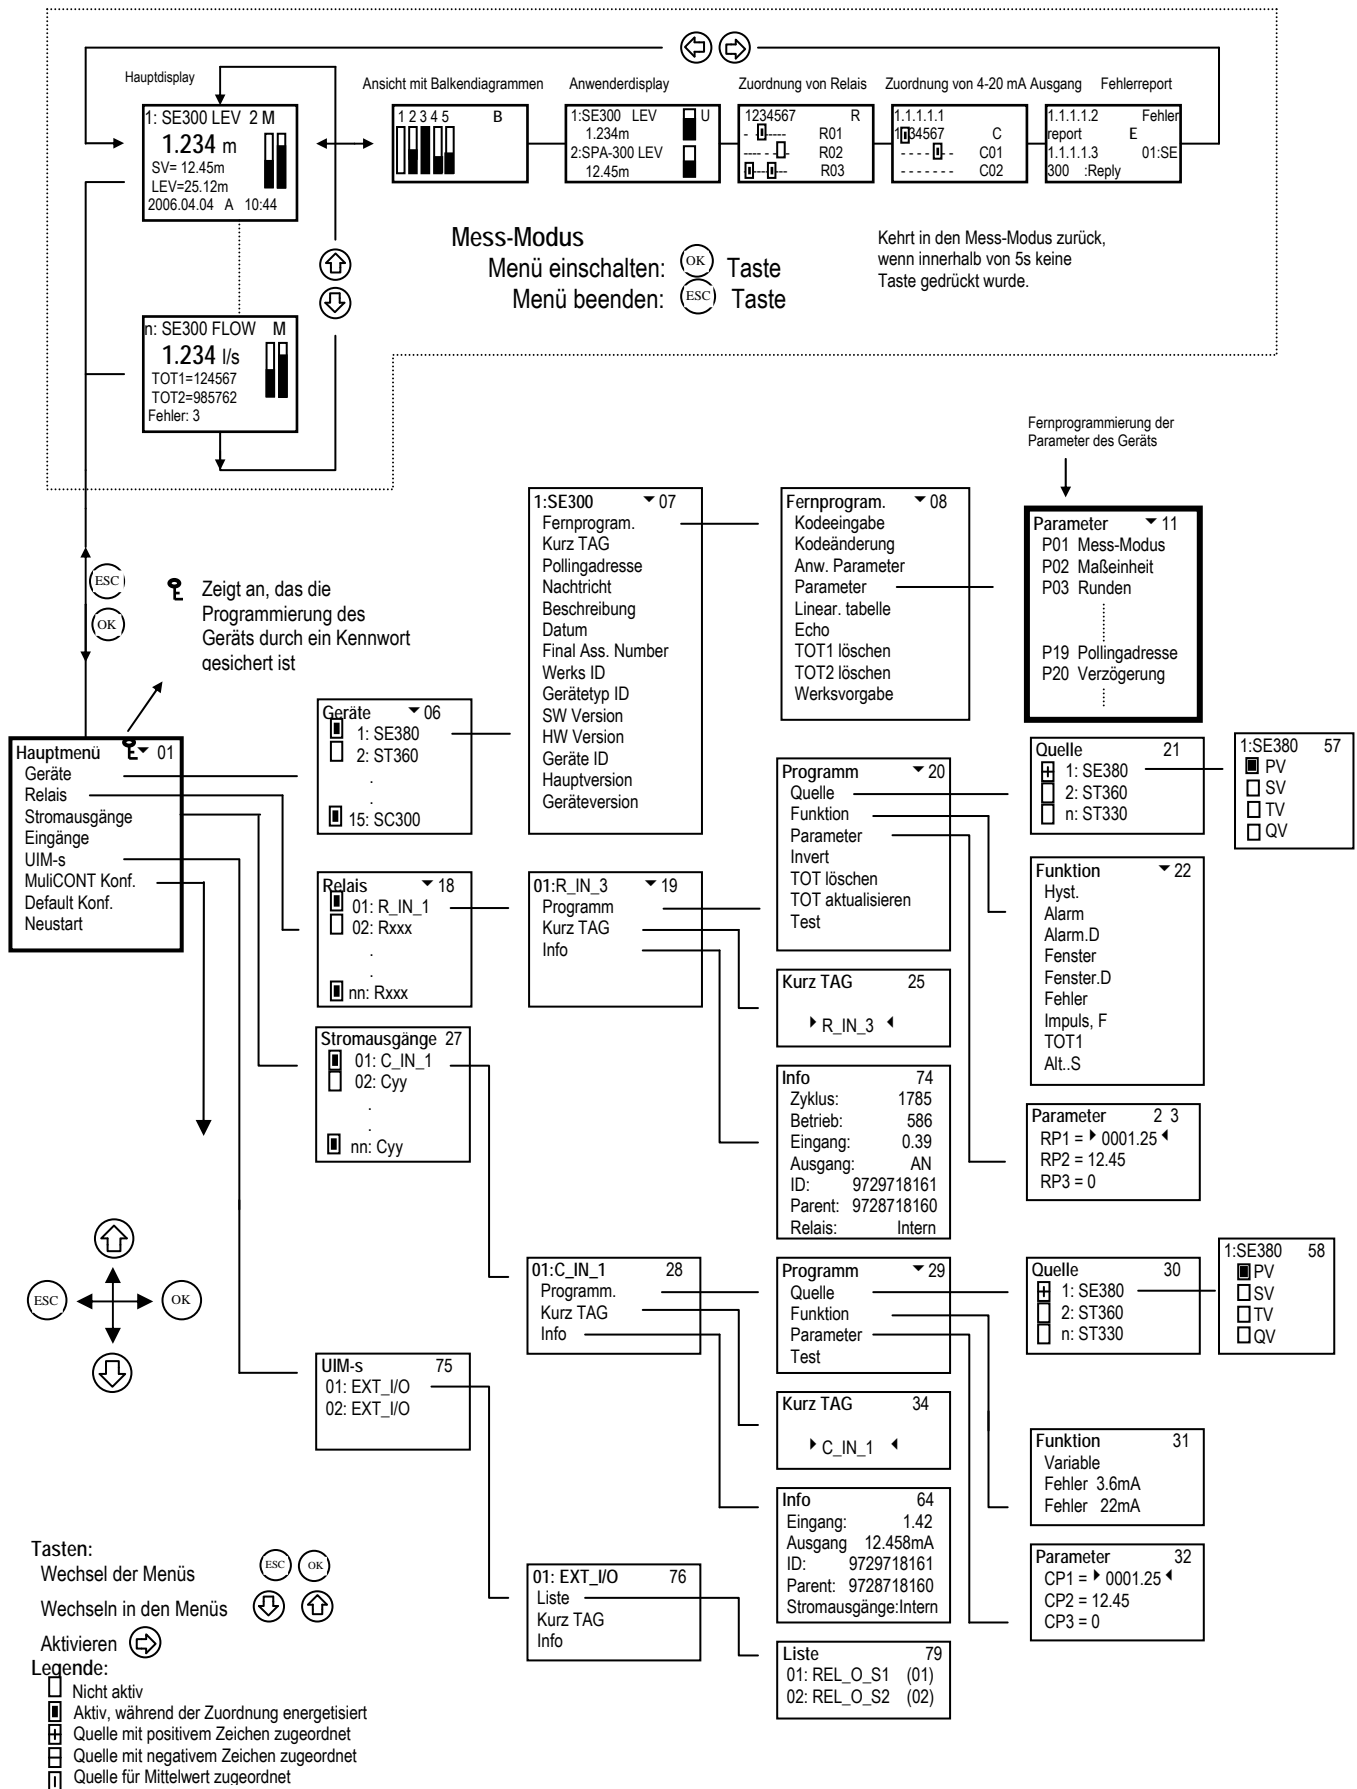 Hauptdisplay
1: SE300 LEV 2 M
1.234 m
SV= 12.45m
LEV=25.12m
2006.04.04 A 10:44
n: SE300 FLOW M
1.234 l/s
TOT1=124567
TOT2=985762
Fehler: 3
Ansicht mit Balkendiagrammen
1 2 3 4 5 B
Anwenderdisplay
1:SE300 LEV U
1.234m
2:SPA-300 LEV
12.45m
Zuordnung von Relais
1234567 R
R01
R02
R03
Zuordnung von 4-20 mA Ausgang
1.1.1.1.1
34567 C
C01
C02
Fehlerreport
1.1.1.1.2 Fehler
report E
1.1.1.1.3 01:SE
300 :Reply
Mess-Modus
Menü einschalten: OK Taste
Menü beenden: ESC Taste
Kehrt in den Mess-Modus zurück,
wenn innerhalb von 5s keine
Taste gedrückt wurde.
Fernprogrammierung der
Parameter des Geräts
ESC
OK
Zeigt an, das die
Programmierung des
Geräts durch ein Kennwort
gesichert ist
Hauptmenü 01
Geräte
Relais
Stromausgänge
Eingänge
UIM-s
MuliCONT Konf.
Default Konf.
Neustart
Geräte 06
1: SE380
2: ST360
.
.
15: SC300
1:SE300 07
Fernprogram.
Kurz TAG
Pollingadresse
Nachtricht
Beschreibung
Datum
Final Ass. Number
Werks ID
Gerätetyp ID
SW Version
HW Version
Geräte ID
Hauptversion
Geräteversion
Fernprogram. 08
Kodeeingabe
Kodeänderung
Anw. Parameter
Parameter
Linear. tabelle
Echo
TOT1 löschen
TOT2 löschen
Werksvorgabe
Parameter 11
P01 Mess-Modus
P02 Maßeinheit
P03 Runden
P19 Pollingadresse
P20 Verzögerung
Relais 18
01: R_IN_1
02: Rxxx
.
.
nn: Rxxx
01:R_IN_3 19
Programm
Kurz TAG
Info
Programm 20
Quelle
Funktion
Parameter
Invert
TOT löschen
TOT aktualisieren
Test
Quelle 21
1: SE380
2: ST360
n: ST330
1:SE380 57
PV
SV
TV
QV
Funktion 22
Hyst.
Alarm
Alarm.D
Fenster
Fenster.D
Fehler
Impuls, F
TOT1
Alt..S
Kurz TAG 25
R_IN_3
Info 74
Zyklus: 1785
Betrieb: 586
Eingang: 0.39
Ausgang: AN
ID: 9729718161
Parent: 9728718160
Relais: Intern
Parameter 2 3
RP1 = 0001.25
RP2 = 12.45
RP3 = 0
Stromausgänge 27
01: C_IN_1
02: Cyy
.
.
nn: Cyy
01:C_IN_1 28
Programm.
Kurz TAG
Info
Programm 29
Quelle
Funktion
Parameter
Test
Quelle 30
1: SE380
2: ST360
n: ST330
1:SE380 58
PV
SV
TV
QV
Kurz TAG 34
C_IN_1
Funktion 31
Variable
Fehler 3.6mA
Fehler 22mA
Info 64
Eingang: 1.42
Ausgang 12.458mA
ID: 9729718161
Parent: 9728718160
Stromausgänge:Intern
Parameter 32
CP1 = 0001.25
CP2 = 12.45
CP3 = 0
UIM-s 75
01: EXT_I/O
02: EXT_I/O
01: EXT_I/O 76
Liste
Kurz TAG
Info
Liste 79
01: REL_O_S1 (01)
02: REL_O_S2 (02)
ESC OK
Tasten:
Wechsel der Menüs ESC OK
Wechseln in den Menüs
Aktivieren
Legende:
Nicht aktiv
Aktiv, während der Zuordnung energetisiert
Quelle mit positivem Zeichen zugeordnet
Quelle mit negativem Zeichen zugeordnet
Quelle für Mittelwert zugeordnet